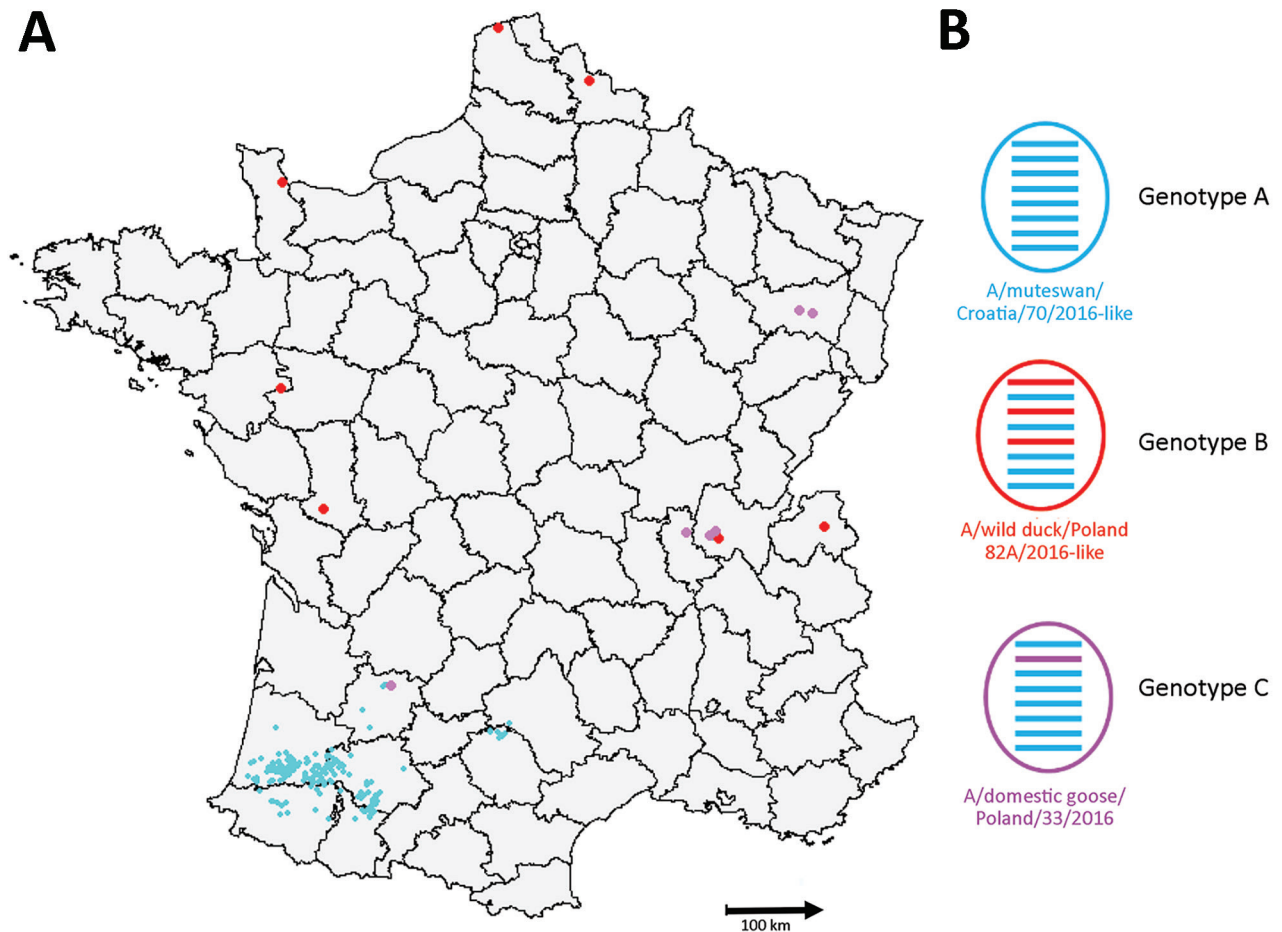 A
B
Genotype A
A/muteswan/
Croatia/70/2016-like
Genotype B
A/wild duck/Poland
82A/2016-like
Genotype C
A/domestic goose/
Poland/33/2016
100 km